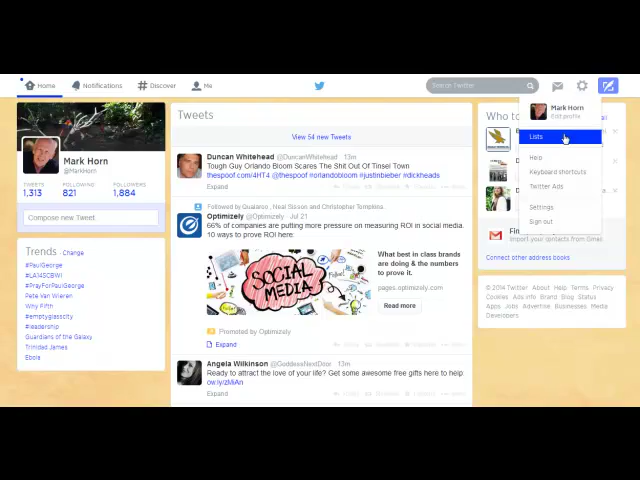 Home
Notifications
Discover
Me
Search Twitter
Mark Horn
@MarkHorn
TWEETS
FOLLOWING
FOLLOWERS
1,313
821
1,884
Compose new Tweet
Trends · Change
#PaulGeorge
#LA14SCBWI
#PrayForPaulGeorge
Pete Van Wieren
Why Fifth
#emptyglasscity
#leadership
Guardians of the Galaxy
Trinidad James
Ebola
Tweets
View 54 new Tweets
Duncan Whitehead @DuncanWhitehead · 13m
Tough Guy Orlando Bloom Scares The Shit Out Of Tinsel Town
thespoof.com/4HT4 @thespoof #orlandobloom #justinbieber #dickheads
Expand
Followed by Qualaroo, Neal Sisson and Christopher Tompkins.
Optimizely @Optimizely · Jul 21
66% of companies are putting more pressure on measuring ROI in social media.
10 ways to prove ROI here:
SOCIAL
MEDIA
What best in class brands
are doing & the numbers
to prove it.
pages.optimizely.com
Read more
Promoted by Optimizely
Expand
Angela Wilkinson @GoddessNextDoor · 13m
Ready to attract the love of your life? Get some awesome free gifts here to help:
ow.ly/zMiAn
Expand
Who to
Mark Horn
Edit profile
Lists
Help
Keyboard shortcuts
Twitter Ads
Settings
Sign out
Import your contacts from Gmail
Connect other address books
© 2014 Twitter About Help Terms Privacy
Cookies Ads info Brand Blog Status
Apps Jobs Advertise Businesses Media
Developers